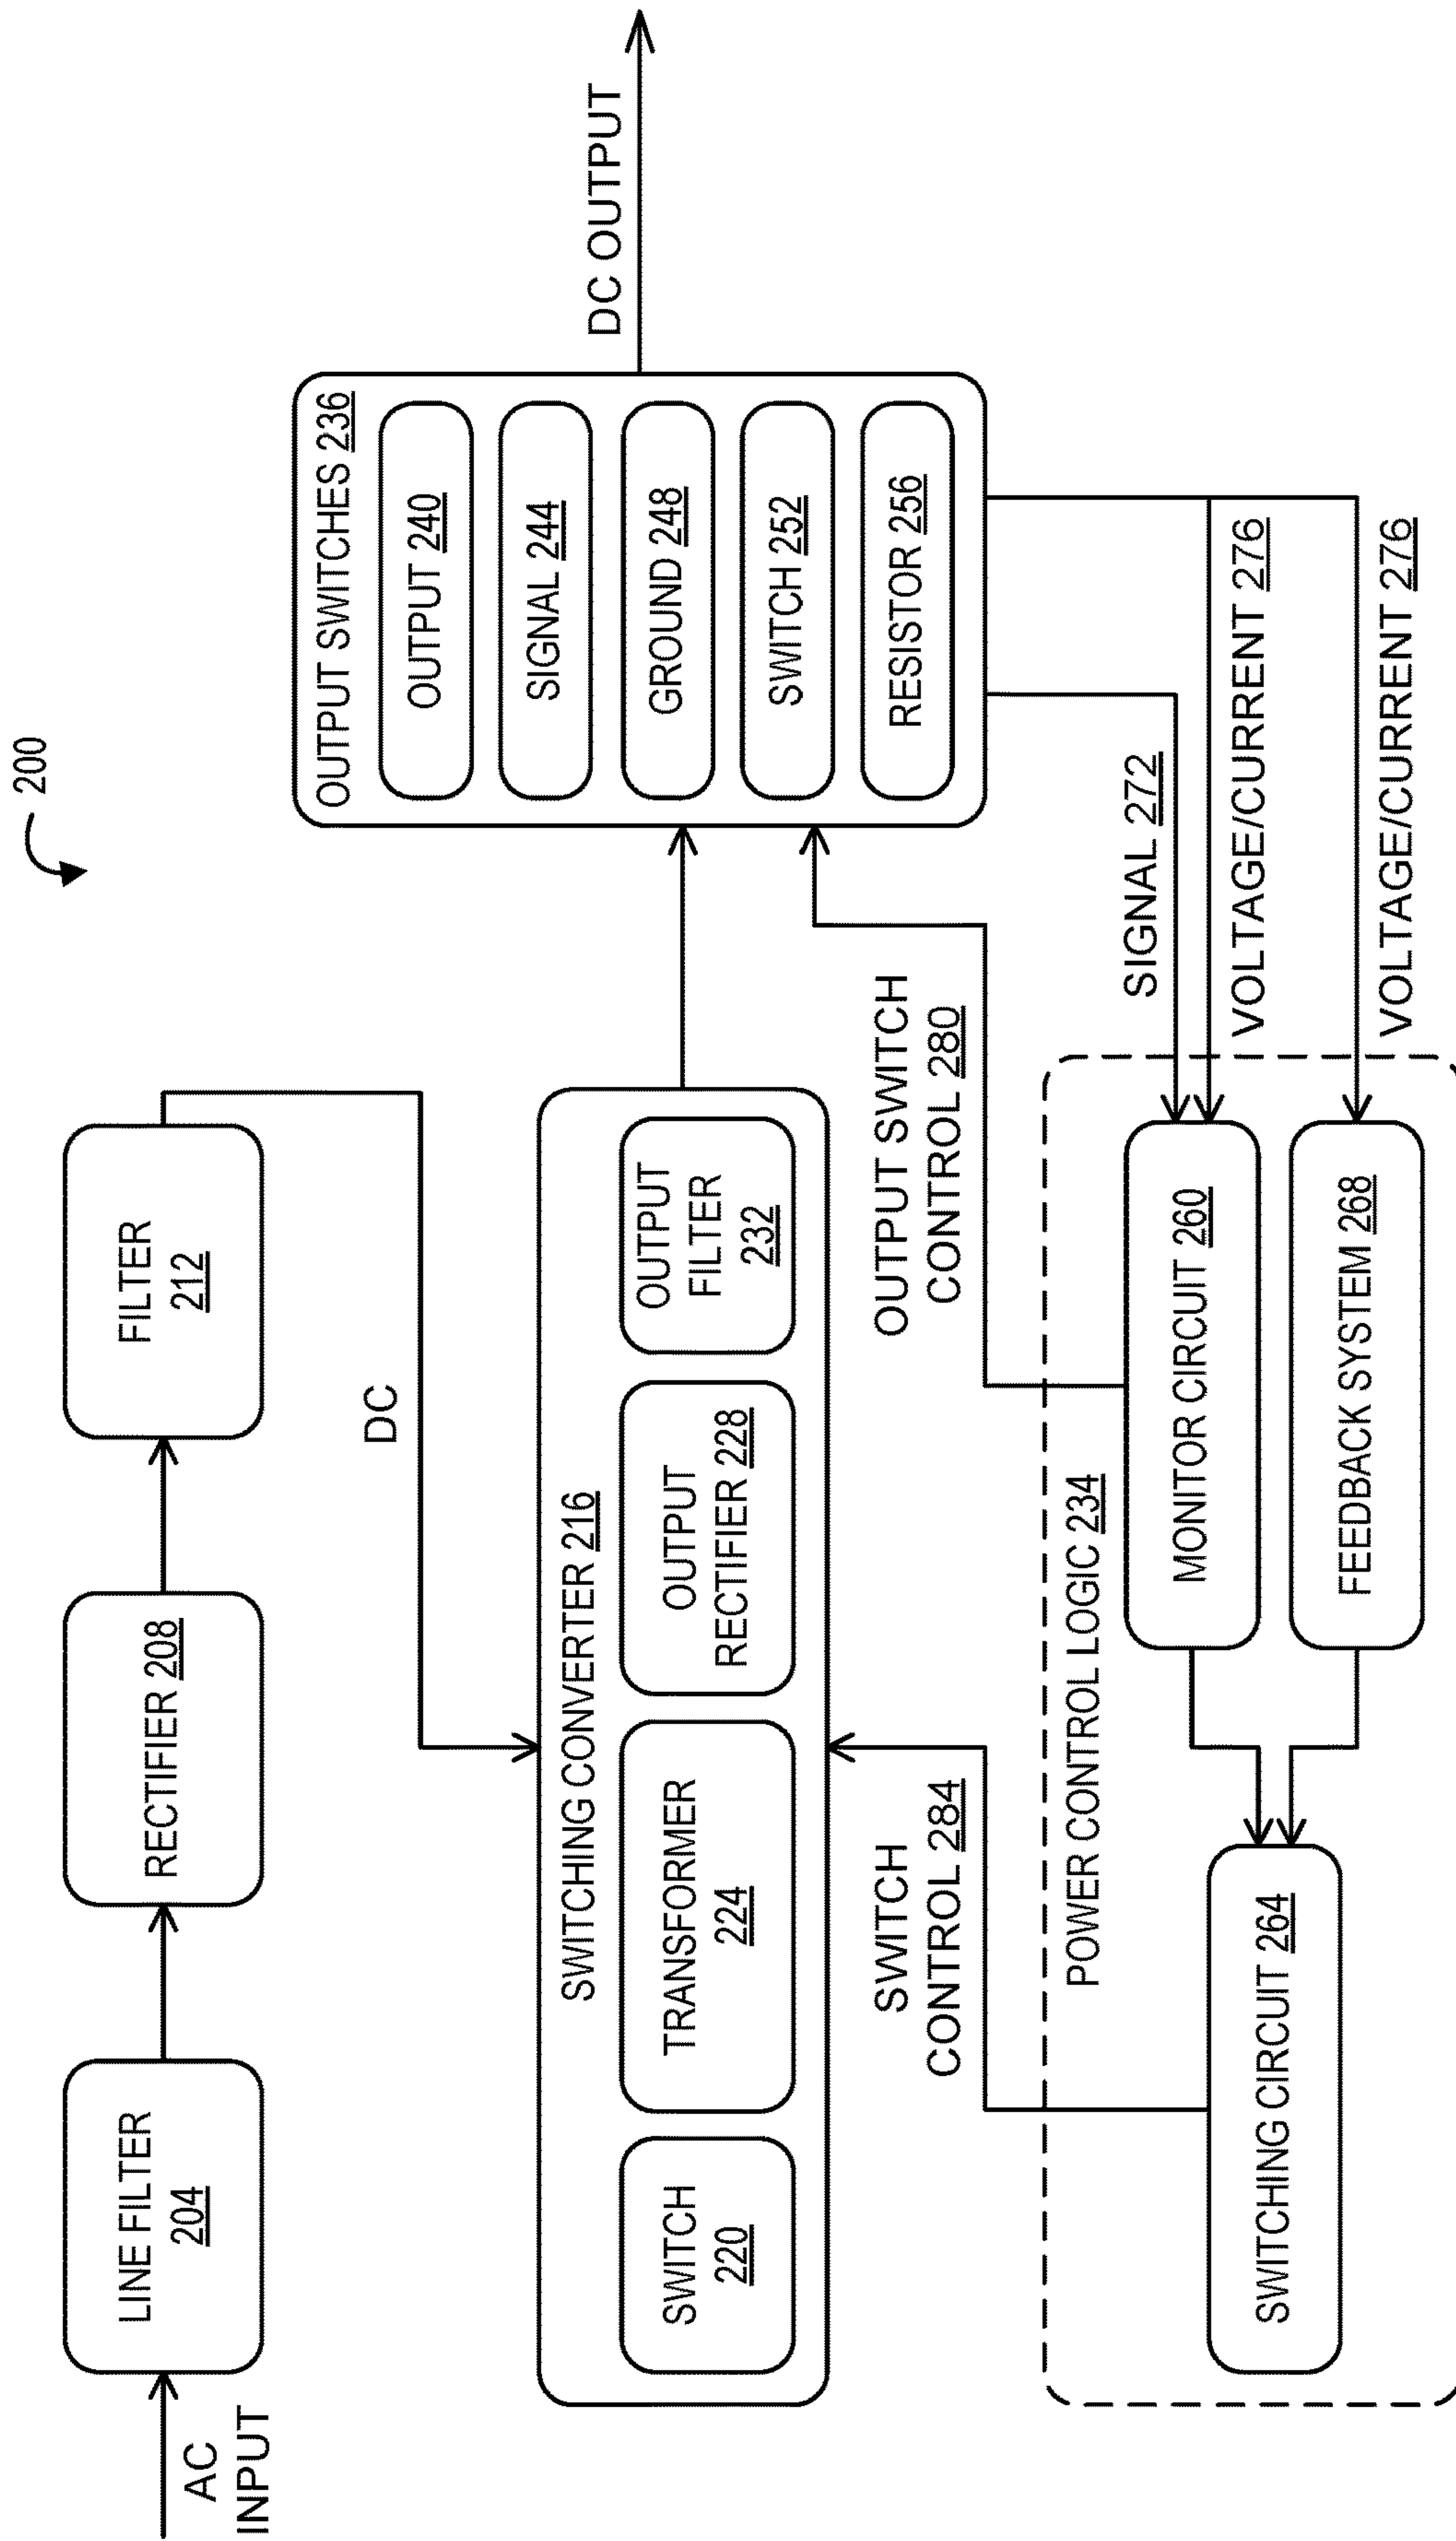 200
AC
INPUT
LINE FILTER
204
RECTIFIER 208
FILTER
212
DC
SWITCHING CONVERTER 216
SWITCH
220
TRANSFORMER
224
OUTPUT
RECTIFIER 228
OUTPUT
FILTER
232
OUTPUT SWITCHES 236
OUTPUT 240
SIGNAL 244
GROUND 248
SWITCH 252
RESISTOR 256
DC OUTPUT
SWITCH
CONTROL 284
OUTPUT SWITCH
CONTROL 280
SIGNAL 272
VOLTAGE/CURRENT 276
VOLTAGE/CURRENT 276
POWER CONTROL LOGIC 234
MONITOR CIRCUIT 260
SWITCHING CIRCUIT 264
FEEDBACK SYSTEM 268